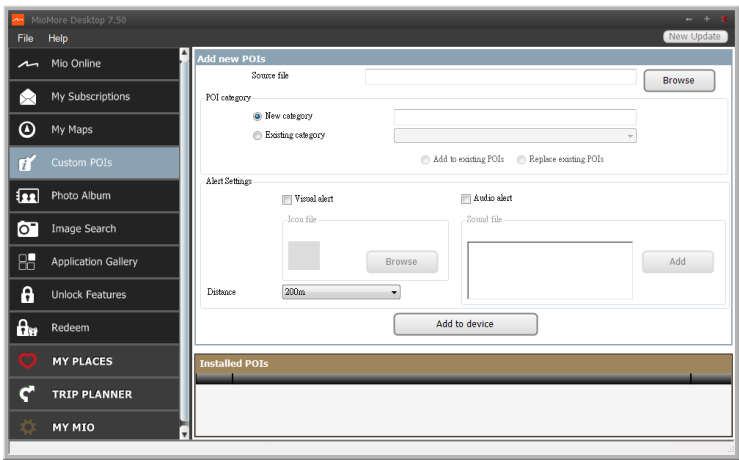 MioMore Desktop 7.50
File Help
New Update
Mio Online
My Subscriptions
My Maps
Custom POIs
Photo Album
Image Search
Application Gallery
Unlock Features
Redeem
MY PLACES
TRIP PLANNER
MY MIO
Add new POIs
Source file
Browse
POI category
New category
Existing category
Add to existing POIs Replace existing POIs
Alert Settings
Visual alert Audio alert
Icon file Sound file
Browse Add
Distance 200m
Add to device
Installed POIs